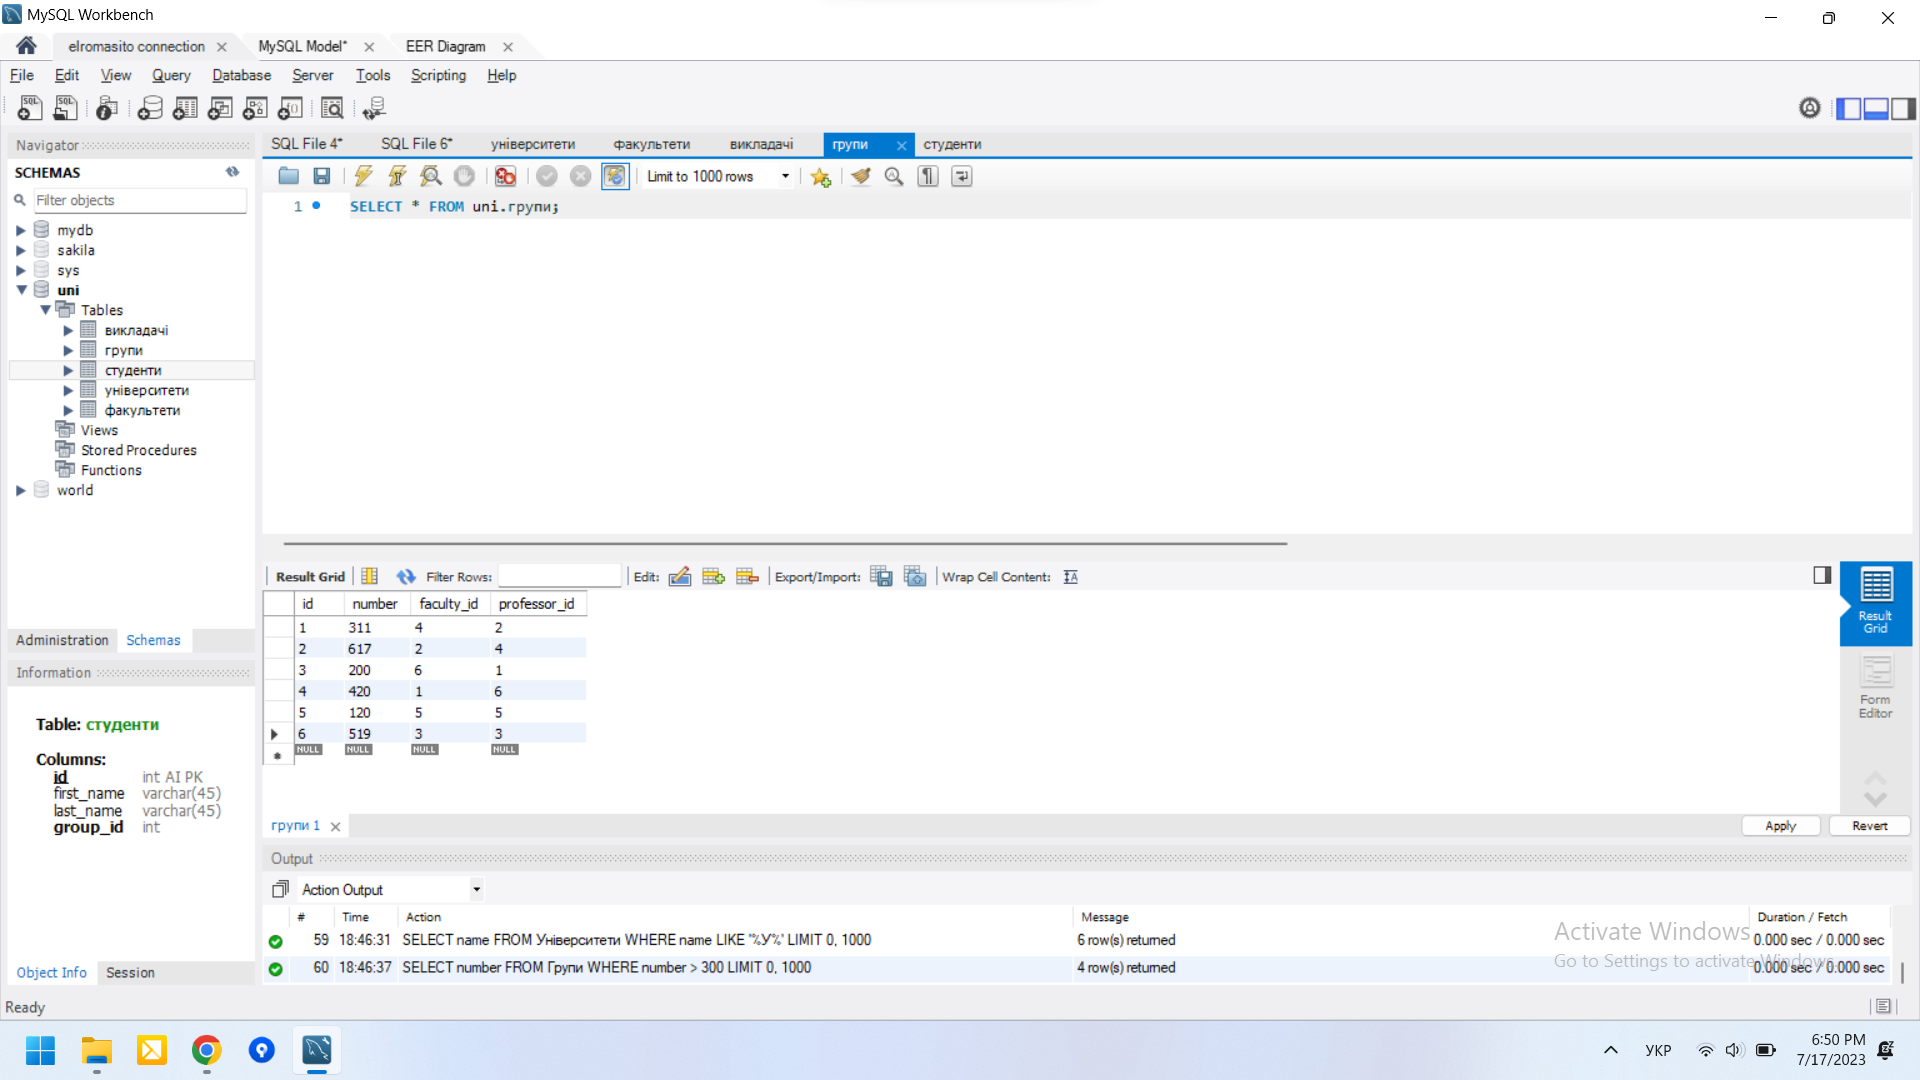 MySQL Workbench
elromasito connection
MySQL Model*
EER Diagram
File Edit View Query Database Server Tools Scripting Help
Navigator
SCHEMAS
Filter objects
mydb
sakila
sys
uni
Tables
викладачі
групи
студенти
університети
факультети
Views
Stored Procedures
Functions
world
Administration Schemas
Information
Table: студенти
Columns:
id int AI PK
first_name varchar(45)
last_name varchar(45)
group_id int
Object Info Session
SQL File 4* SQL File 6* університети факультети викладачі групи студенти
Limit to 1000 rows
1 SELECT * FROM uni.групи;
Result Grid Filter Rows: Edit: Export/Import: Wrap Cell Content:
id number faculty_id professor_id
1 311 4 2
2 617 2 4
3 200 6 1
4 420 1 6
5 120 5 5
6 519 3 3
NULL NULL NULL NULL
Result Grid
Form Editor
групи 1
Apply Revert
Output
Action Output
# Time Action Message Duration / Fetch
59 18:46:31 SELECT name FROM Університети WHERE name LIKE '%У%' LIMIT 0, 1000 6 row(s) returned 0.000 sec / 0.000 sec
60 18:46:37 SELECT number FROM Групи WHERE number > 300 LIMIT 0, 1000 4 row(s) returned 0.000 sec / 0.000 sec
Activate Windows
Go to Settings to activate Windows.
Ready
УКР
6:50 PM
7/17/2023